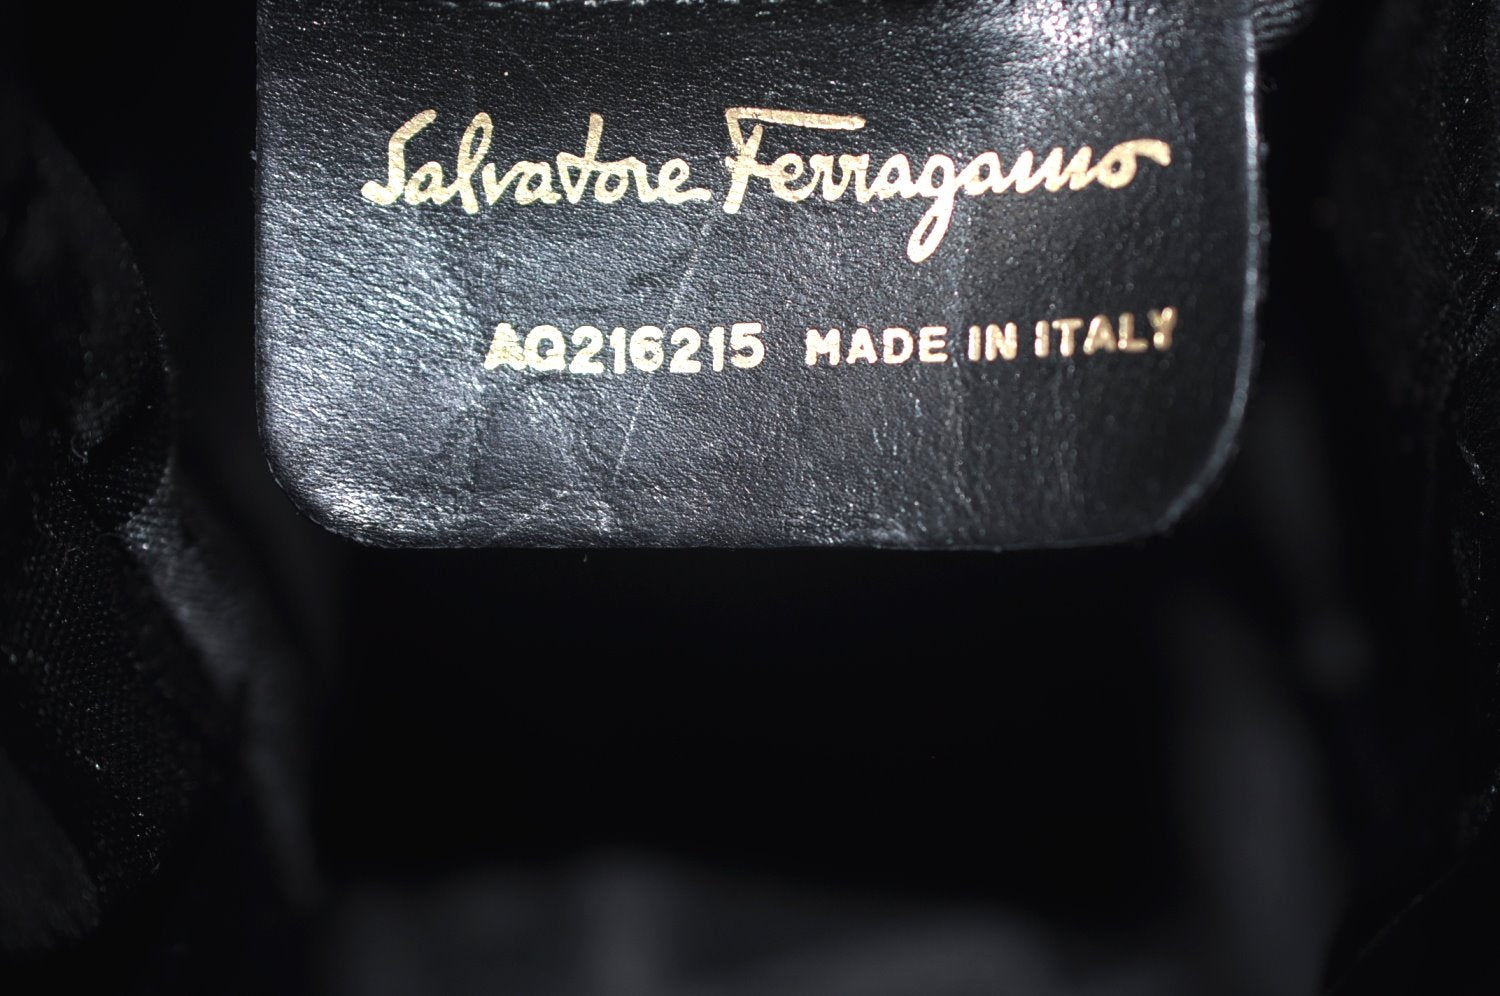 Salvatore Ferragamo
AQ216215 MADE IN ITALY